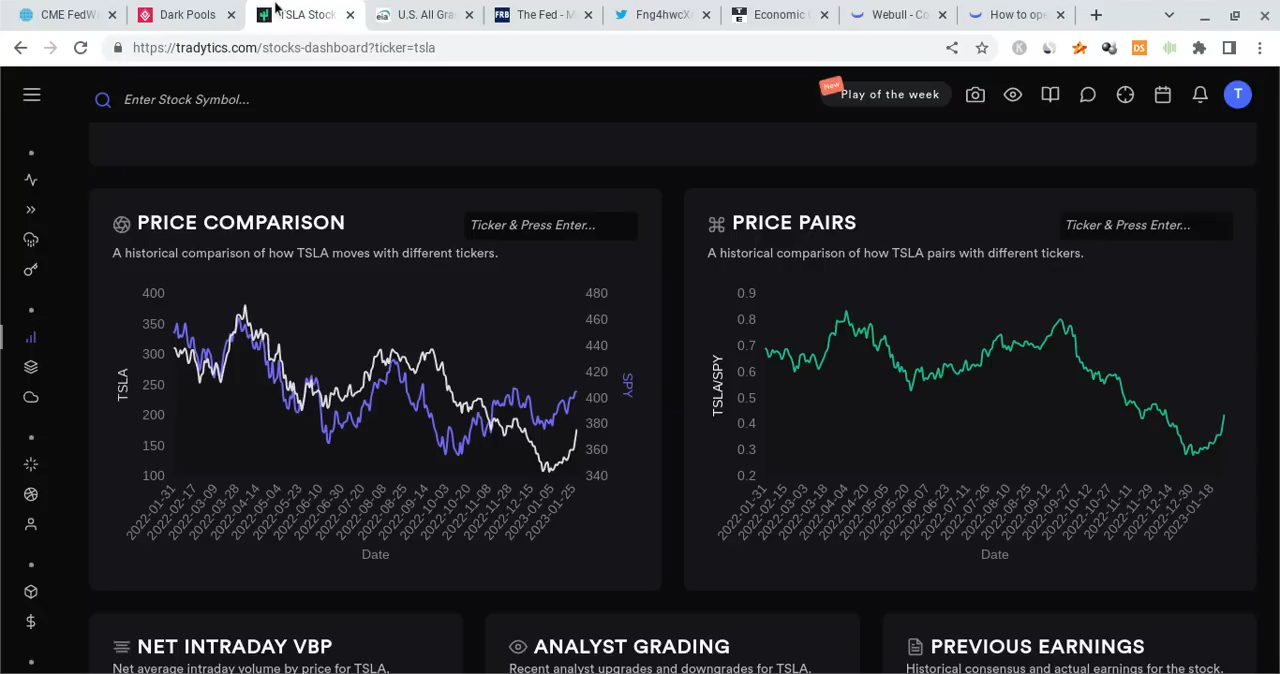 CME FedW
Dark Pools
TSLA Stock
U.S. All Gra
The Fed - M
Fng4hwcX
Economic
Webull - Co
How to ope
https://tradytics.com/stocks-dashboard?ticker=tsla
Enter Stock Symbol...
New
Play of the week
T
PRICE COMPARISON
Ticker & Press Enter...
A historical comparison of how TSLA moves with different tickers.
400
350
300
250
200
150
100
TSLA
480
460
440
420
400
380
360
340
SPY
2022-01-31
2022-02-17
2022-03-09
2022-03-28
2022-04-14
2022-05-04
2022-05-23
2022-06-10
2022-06-30
2022-07-20
2022-08-08
2022-08-25
2022-09-14
2022-10-03
2022-10-20
2022-11-08
2022-11-28
2022-12-15
2023-01-05
2023-01-25
Date
PRICE PAIRS
Ticker & Press Enter...
A historical comparison of how TSLA pairs with different tickers.
0.9
0.8
0.7
0.6
0.5
0.4
0.3
0.2
TSLA/SPY
2022-01-31
2022-02-15
2022-03-03
2022-03-18
2022-04-04
2022-04-20
2022-05-05
2022-05-20
2022-06-07
2022-06-23
2022-07-11
2022-07-26
2022-08-10
2022-08-25
2022-09-12
2022-09-27
2022-10-12
2022-10-27
2022-11-11
2022-11-29
2022-12-14
2022-12-30
2023-01-18
Date
NET INTRADAY VBP
Net average intraday volume by price for TSLA.
ANALYST GRADING
Recent analyst upgrades and downgrades for TSLA.
PREVIOUS EARNINGS
Historical consensus and actual earnings for the stock.